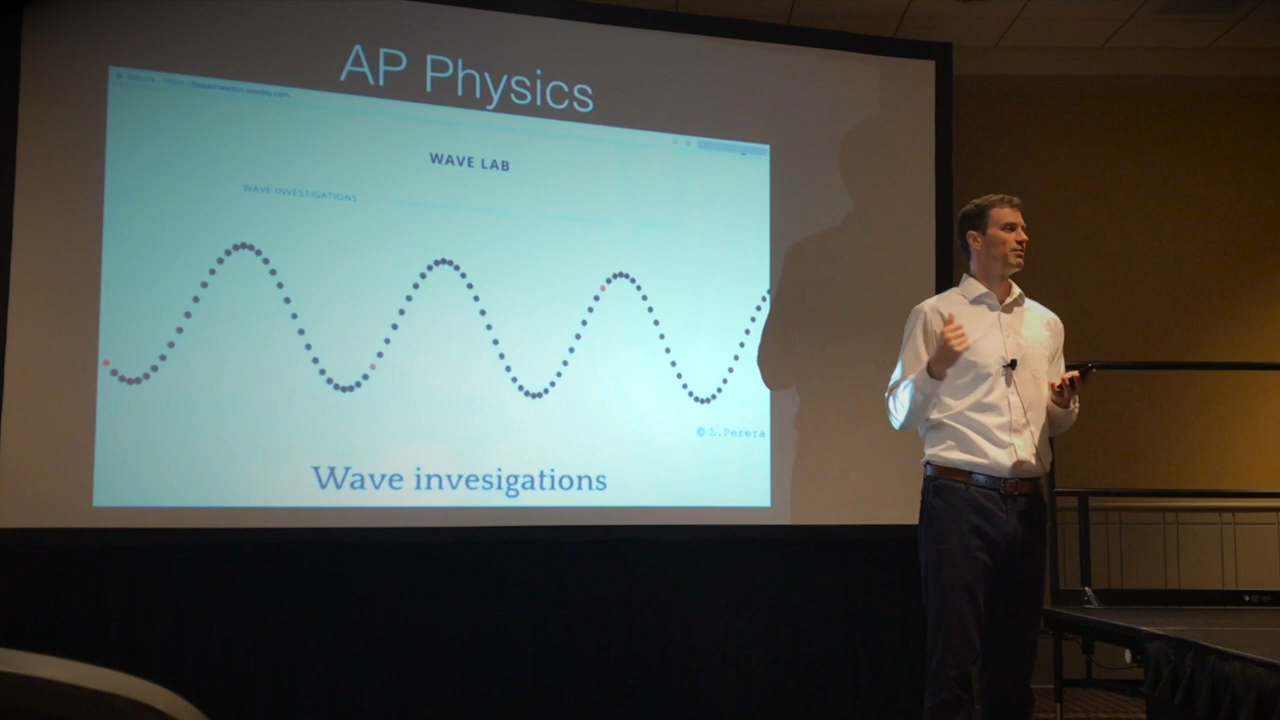 AP Physics
WAVE LAB
WAVE INVESTIGATIONS
© L.Perera
Wave invesigations